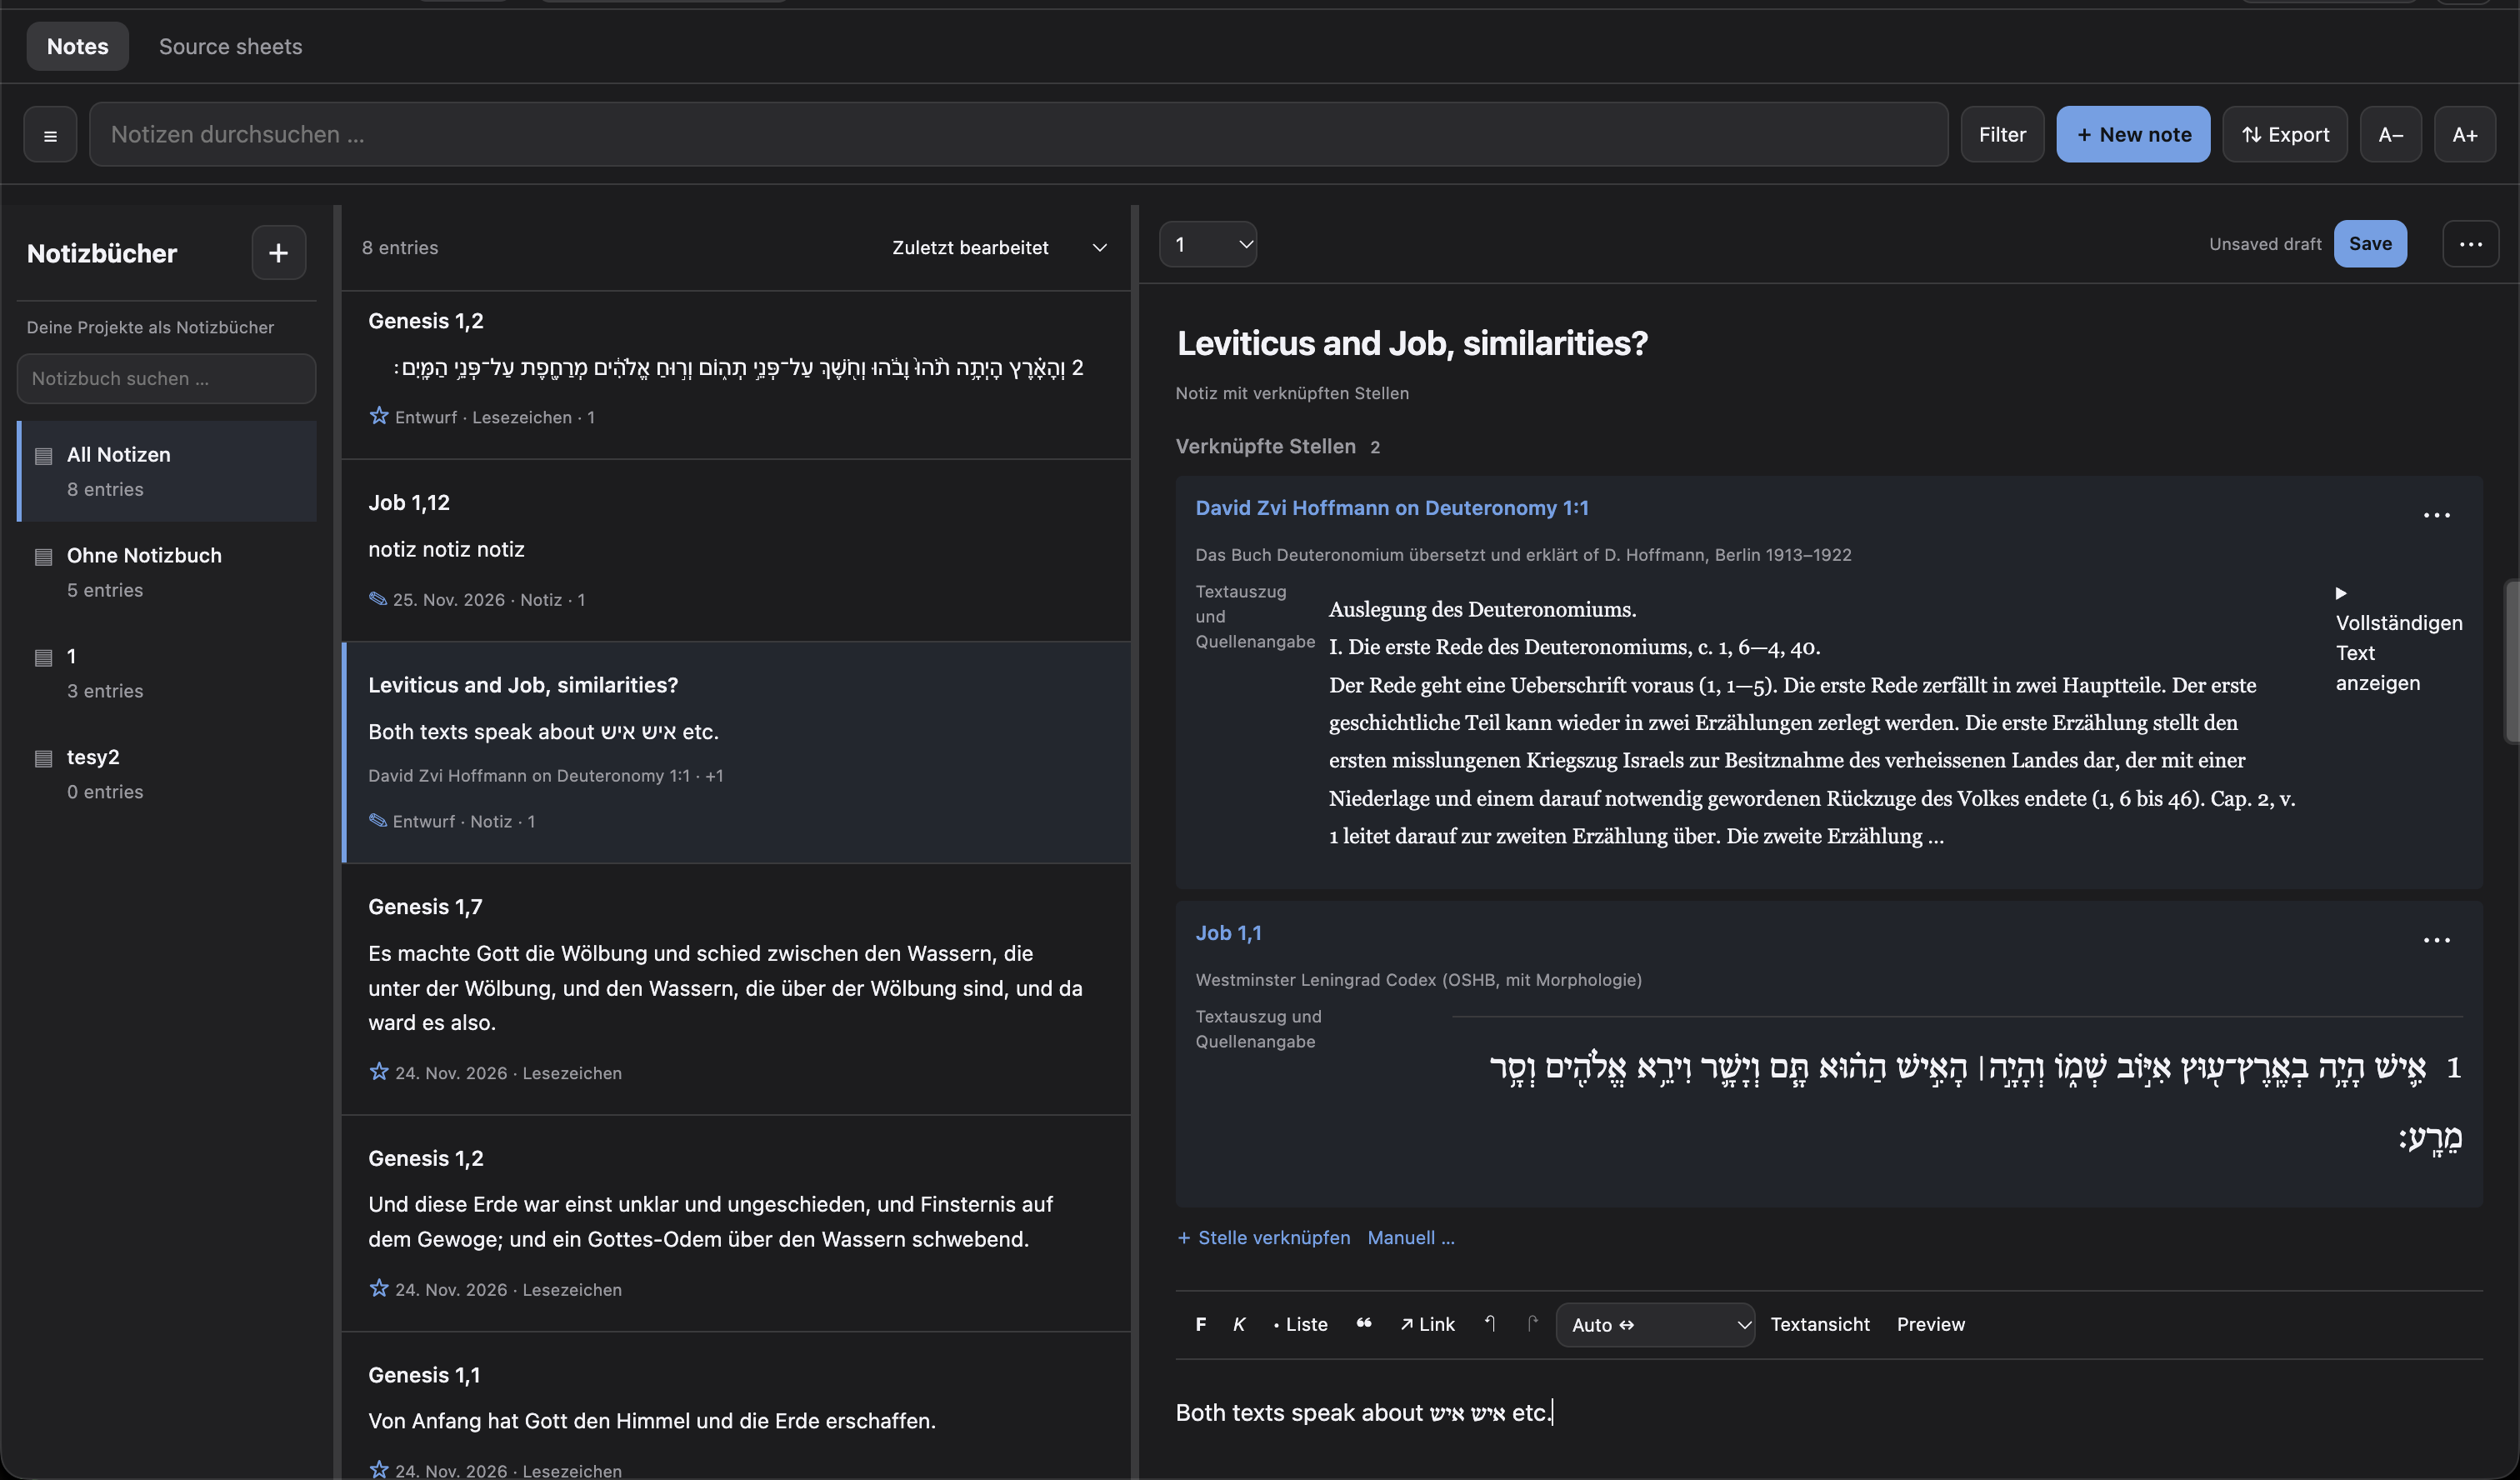 Notes
Source sheets
≡
Notizen durchsuchen ...
Filter
+ New note
⇅ Export
A–
A+
Notizbücher
+
Deine Projekte als Notizbücher
Notizbuch suchen ...
All Notizen
8 entries
Ohne Notizbuch
5 entries
1
3 entries
tesy2
0 entries
8 entries
Zuletzt bearbeitet
Genesis 1,2
2 וְהָאָ֗רֶץ הָיְתָ֥ה תֹ֙הוּ֙ וָבֹ֔הוּ וְחֹ֖שֶׁךְ עַל־פְּנֵ֣י תְה֑וֹם וְר֣וּחַ אֱלֹהִ֔ים מְרַחֶ֖פֶת עַל־פְּנֵ֥י הַמָּֽיִם׃
☆ Entwurf · Lesezeichen · 1
Job 1,12
notiz notiz notiz
✎ 25. Nov. 2026 · Notiz · 1
Leviticus and Job, similarities?
Both texts speak about איש איש etc.
David Zvi Hoffmann on Deuteronomy 1:1 · +1
✎ Entwurf · Notiz · 1
Genesis 1,7
Es machte Gott die Wölbung und schied zwischen den Wassern, die
unter der Wölbung, und den Wassern, die über der Wölbung sind, und da
ward es also.
☆ 24. Nov. 2026 · Lesezeichen
Genesis 1,2
Und diese Erde war einst unklar und ungeschieden, und Finsternis auf
dem Gewoge; und ein Gottes-Odem über den Wassern schwebend.
☆ 24. Nov. 2026 · Lesezeichen
Genesis 1,1
Von Anfang hat Gott den Himmel und die Erde erschaffen.
☆ 24. Nov. 2026 · Lesezeichen
1
Unsaved draft
Save
...
Leviticus and Job, similarities?
Notiz mit verknüpften Stellen
Verknüpfte Stellen 2
David Zvi Hoffmann on Deuteronomy 1:1
...
Das Buch Deuteronomium übersetzt und erklärt of D. Hoffmann, Berlin 1913–1922
Textauszug
und
Quellenangabe
Auslegung des Deuteronomiums.
I. Die erste Rede des Deuteronomiums, c. 1, 6—4, 40.
Der Rede geht eine Ueberschrift voraus (1, 1—5). Die erste Rede zerfällt in zwei Hauptteile. Der erste
geschichtliche Teil kann wieder in zwei Erzählungen zerlegt werden. Die erste Erzählung stellt den
ersten misslungenen Kriegszug Israels zur Besitznahme des verheissenen Landes dar, der mit einer
Niederlage und einem darauf notwendig gewordenen Rückzuge des Volkes endete (1, 6 bis 46). Cap. 2, v.
1 leitet darauf zur zweiten Erzählung über. Die zweite Erzählung ...
▶
Vollständigen
Text
anzeigen
Job 1,1
...
Westminster Leningrad Codex (OSHB, mit Morphologie)
Textauszug und
Quellenangabe
1 אִ֛ישׁ הָיָ֥ה בְאֶֽרֶץ־ע֖וּץ אִיּ֣וֹב שְׁמ֑וֹ וְהָיָ֣ה׀ הָאִ֣ישׁ הַה֗וּא תָּ֧ם וְיָשָׁ֛ר וִירֵ֥א אֱלֹהִ֖ים וְסָ֥ר
מֵרָֽע׃
+ Stelle verknüpfen
Manuell ...
F K • Liste ❝ ↗ Link
Auto ↔
Textansicht
Preview
Both texts speak about איש איש etc.